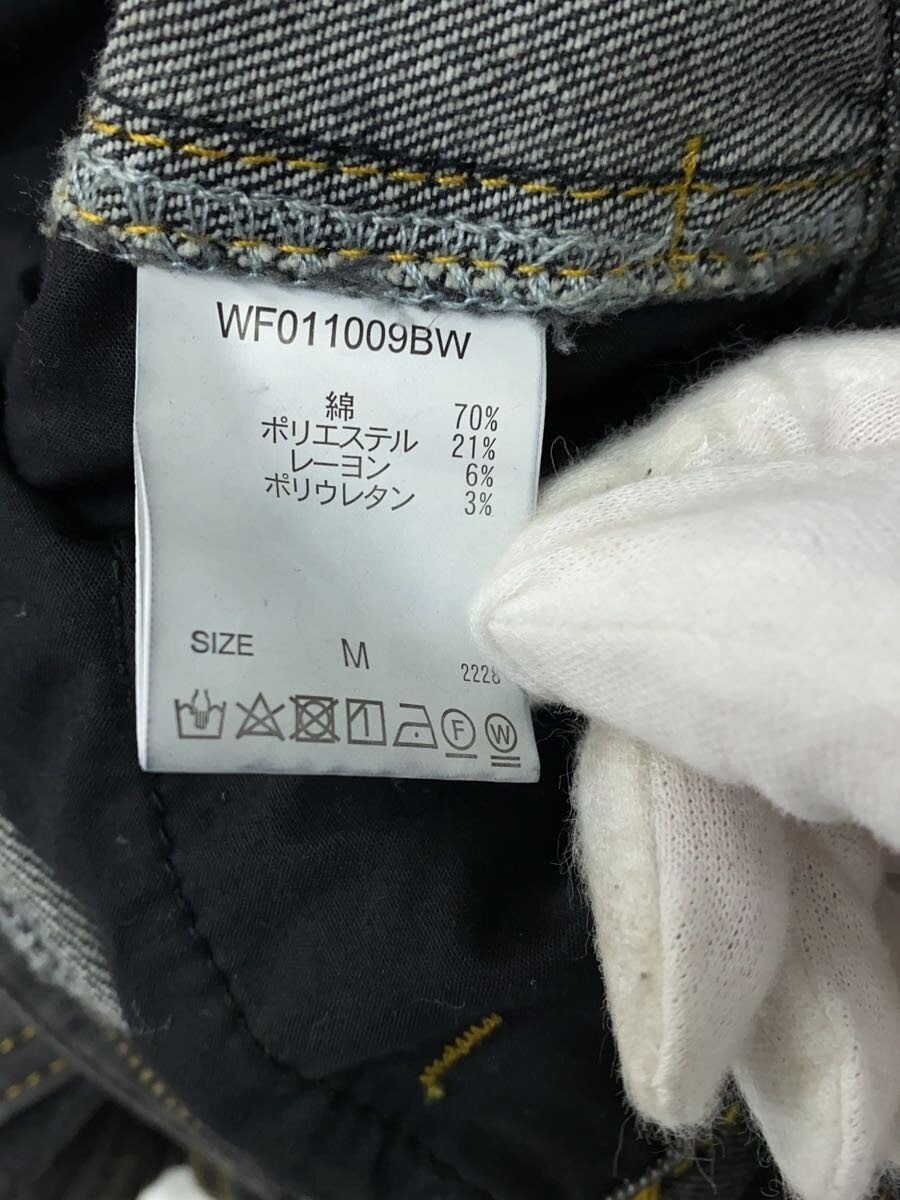 WF011009BW
綿 70%
ポリエステル 21%
レーヨン 6%
ポリウレタン 3%
SIZE M
2228
F W